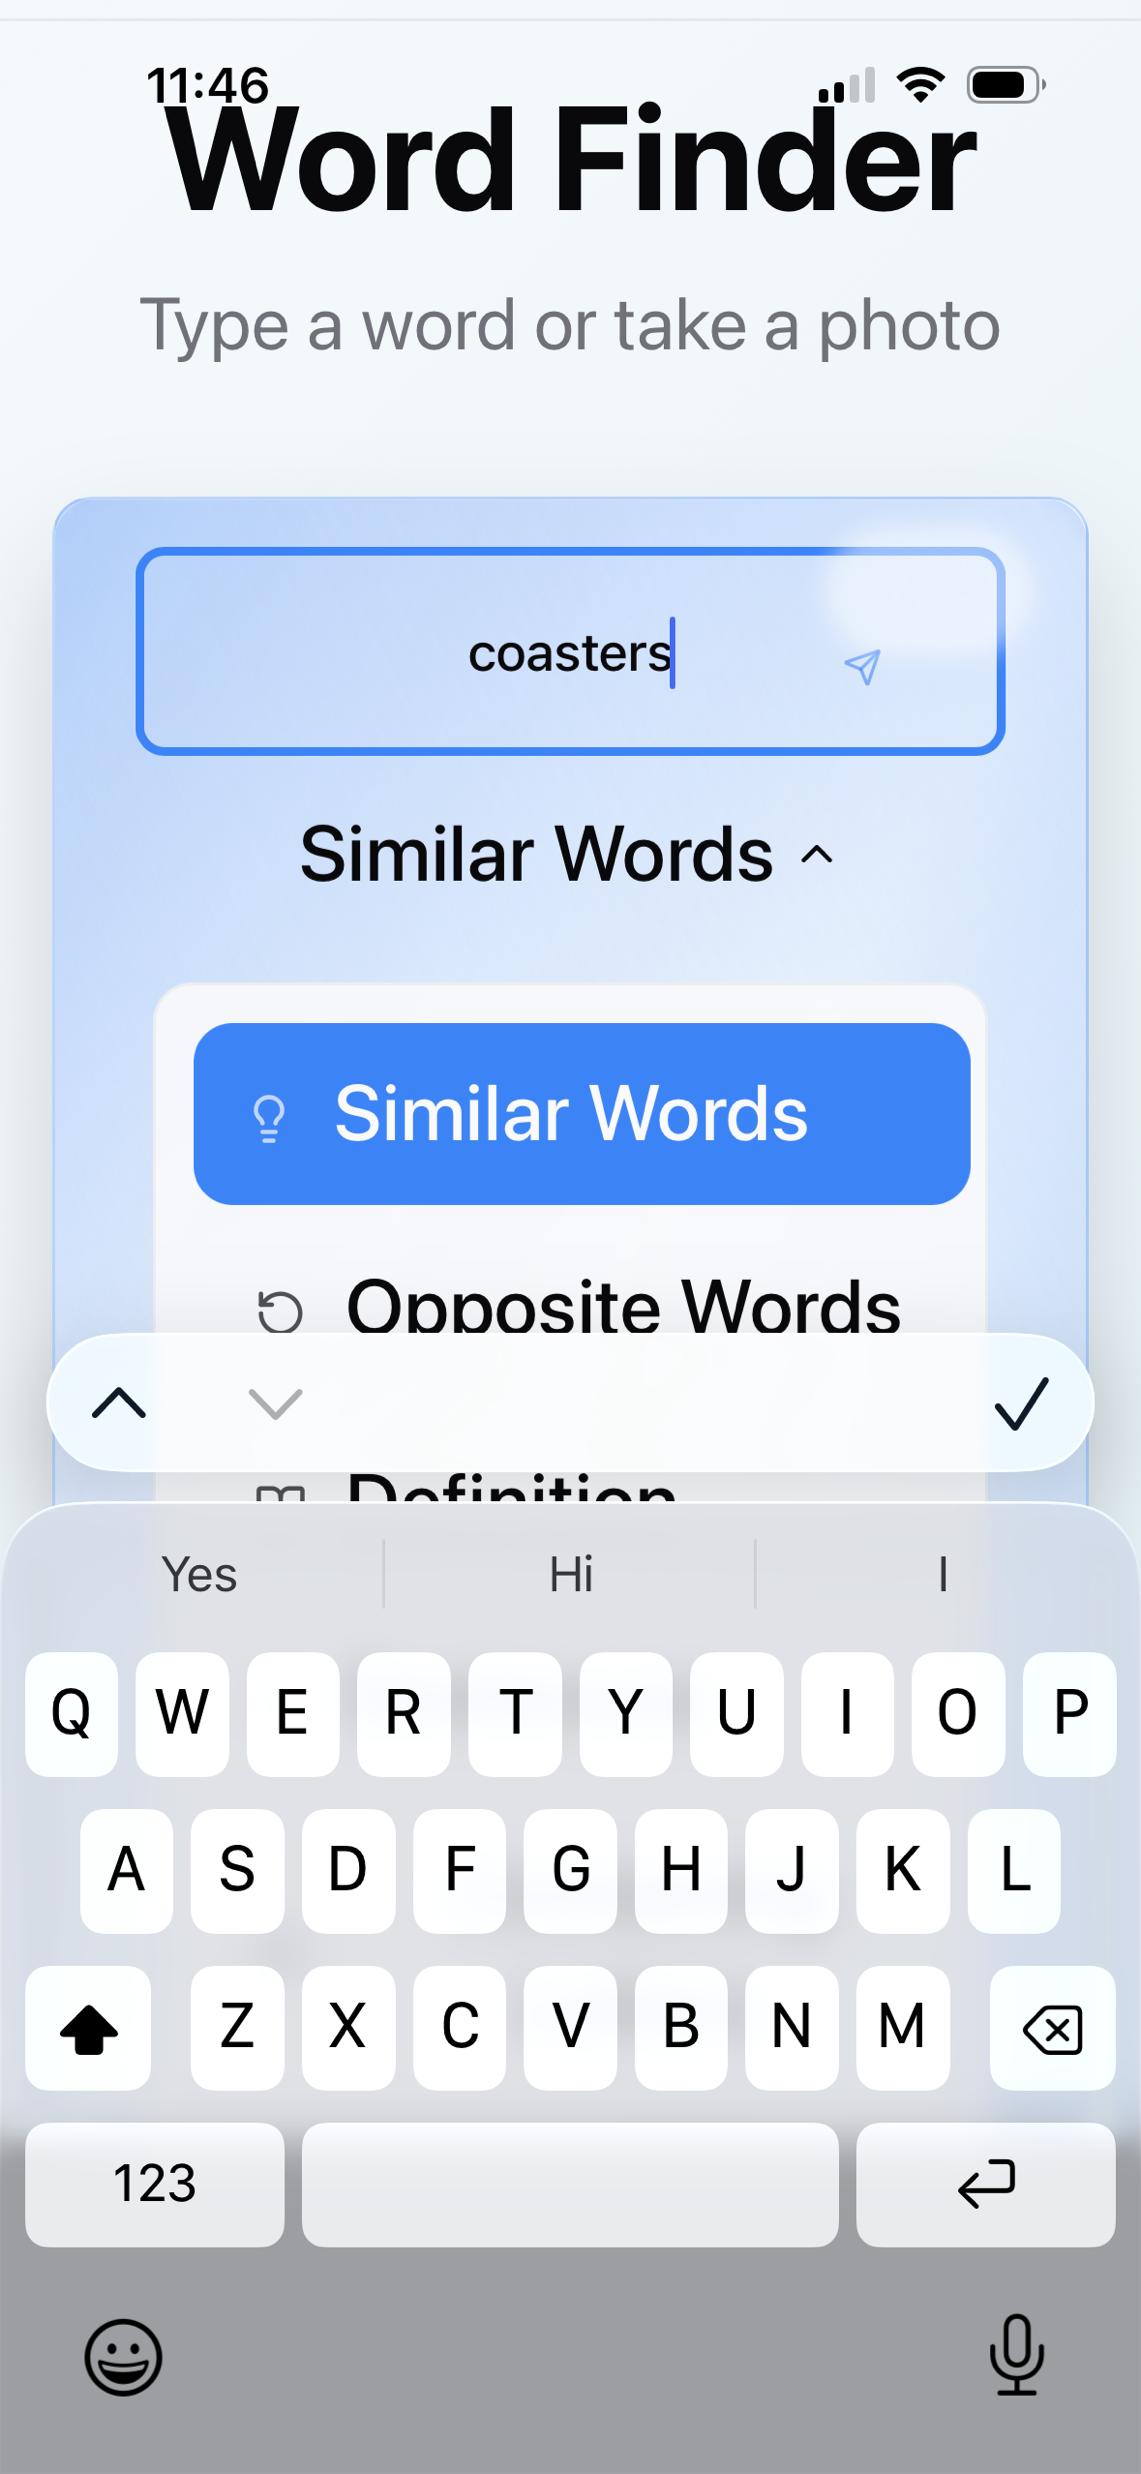 11:46
Word Finder
Type a word or take a photo
coasters
Similar Words
Similar Words
Opposite Words
Definition
Yes Hi I
Q W E R T Y U I O P
A S D F G H J K L
Z X C V B N M
123